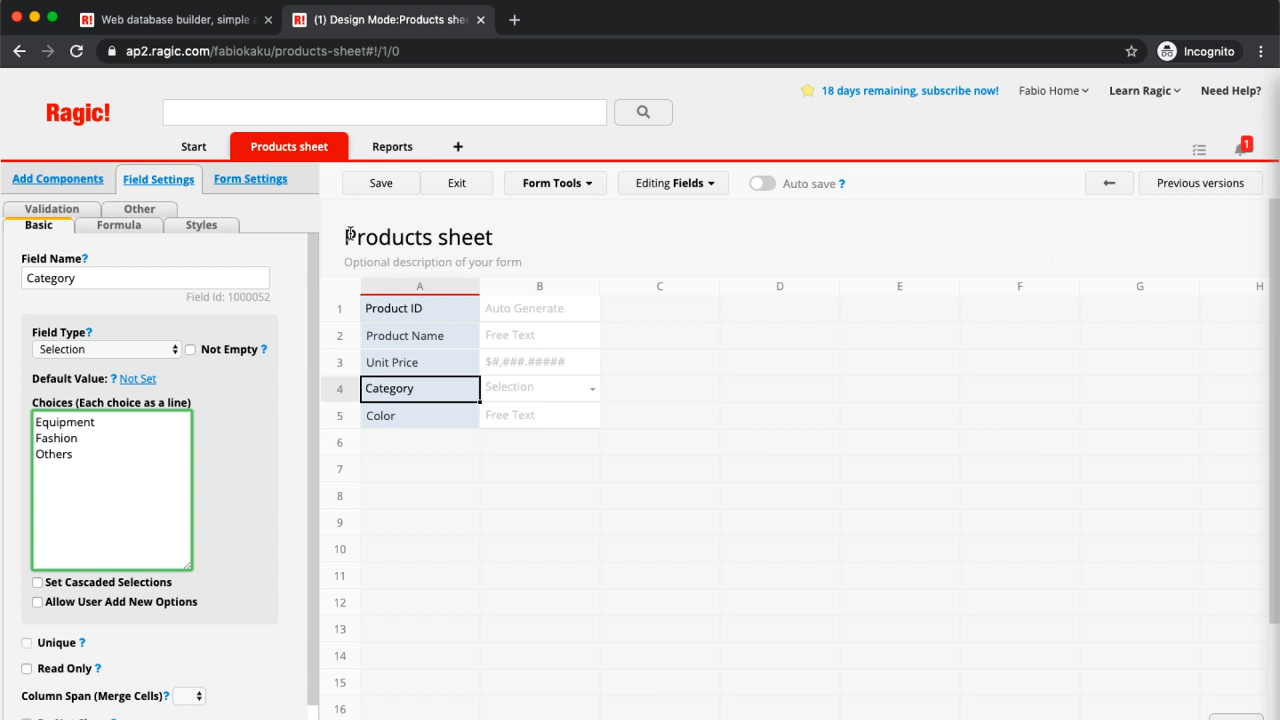 R! Web database builder, simple a
R! (1) Design Mode:Products she
ap2.ragic.com/fabiokaku/products-sheet#!/1/0
Incognito
18 days remaining, subscribe now!
Fabio Home
Learn Ragic
Need Help?
Ragic!
Start
Products sheet
Reports
+
1
Add Components
Field Settings
Form Settings
Save
Exit
Form Tools
Editing Fields
Auto save ?
Previous versions
Validation
Other
Basic
Formula
Styles
Products sheet
Optional description of your form
Field Name?
Category
Field Id: 1000052
Field Type?
Selection
Not Empty ?
Default Value: ? Not Set
Choices (Each choice as a line)
Equipment
Fashion
Others
Set Cascaded Selections
Allow User Add New Options
Unique ?
Read Only ?
Column Span (Merge Cells)?
A B C D E F G H
1 Product ID Auto Generate
2 Product Name Free Text
3 Unit Price $#,###.#####
4 Category Selection
5 Color Free Text
6
7
8
9
10
11
12
13
14
15
16